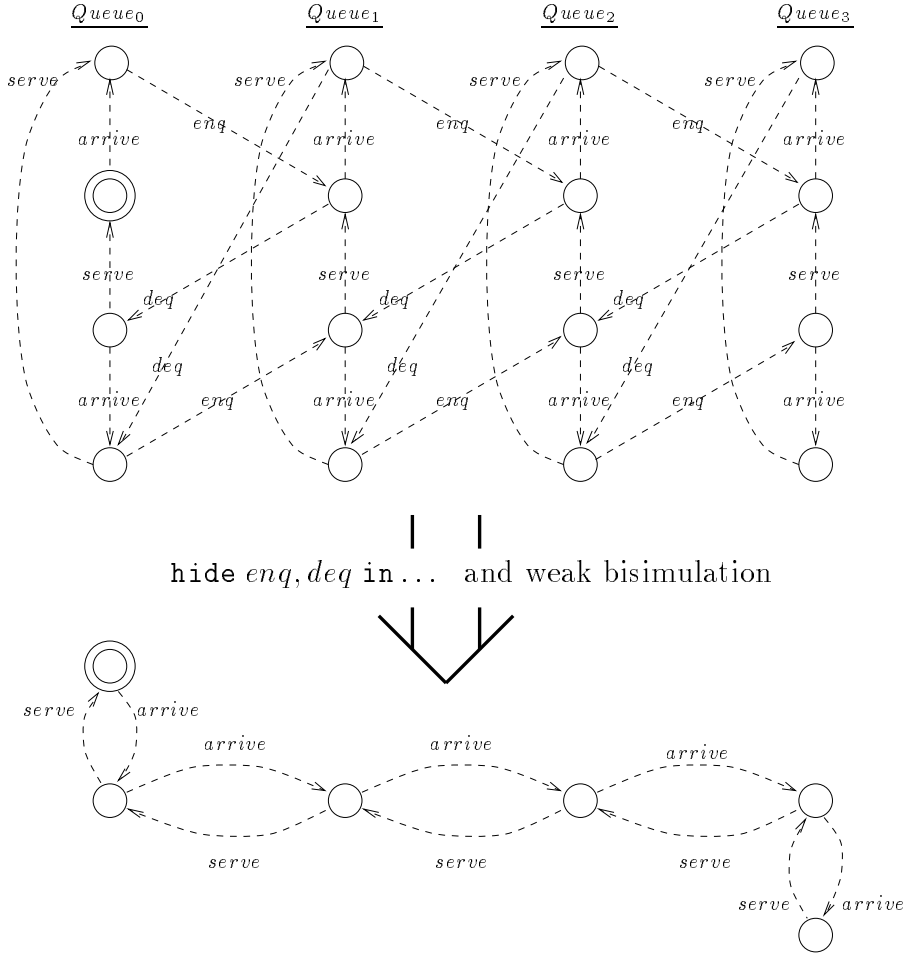 Queue₀ Queue₁ Queue₂ Queue₃
serve serve serve serve
enq enq enq
arrive arrive arrive arrive
serve serve serve serve
deq deq deq
deq deq deq
arrive enq arrive enq arrive enq arrive
hide enq, deq in ... and weak bisimulation
serve arrive
arrive arrive arrive
serve serve serve
serve arrive